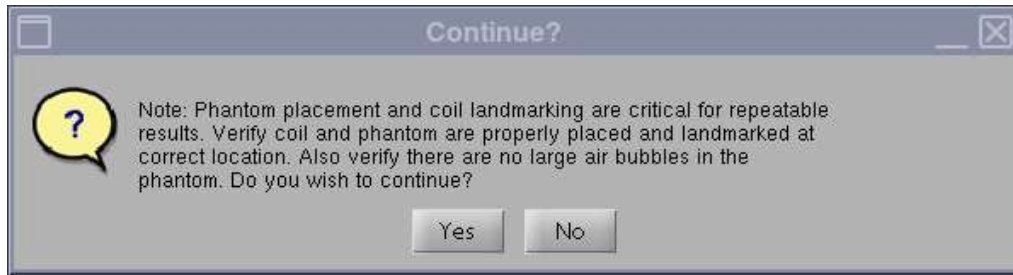 Continue?
?
Note: Phantom placement and coil landmarking are critical for repeatable
results. Verify coil and phantom are properly placed and landmarked at
correct location. Also verify there are no large air bubbles in the
phantom. Do you wish to continue?
Yes No